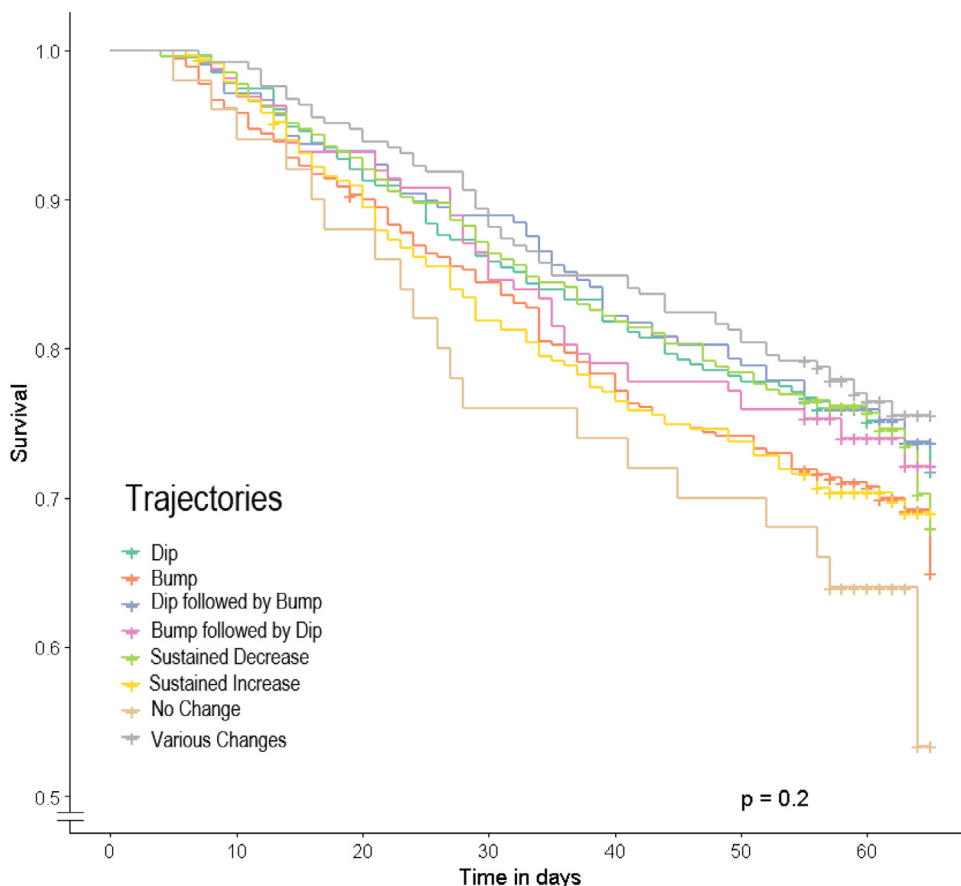 1.0
0.9
0.8
Survival
0.7
Trajectories
Dip
Bump
Dip followed by Bump
Bump followed by Dip
Sustained Decrease
0.6
Sustained Increase
No Change
Various Changes
0.5
p = 0.2
0 10 20 30 40 50 60
Time in days